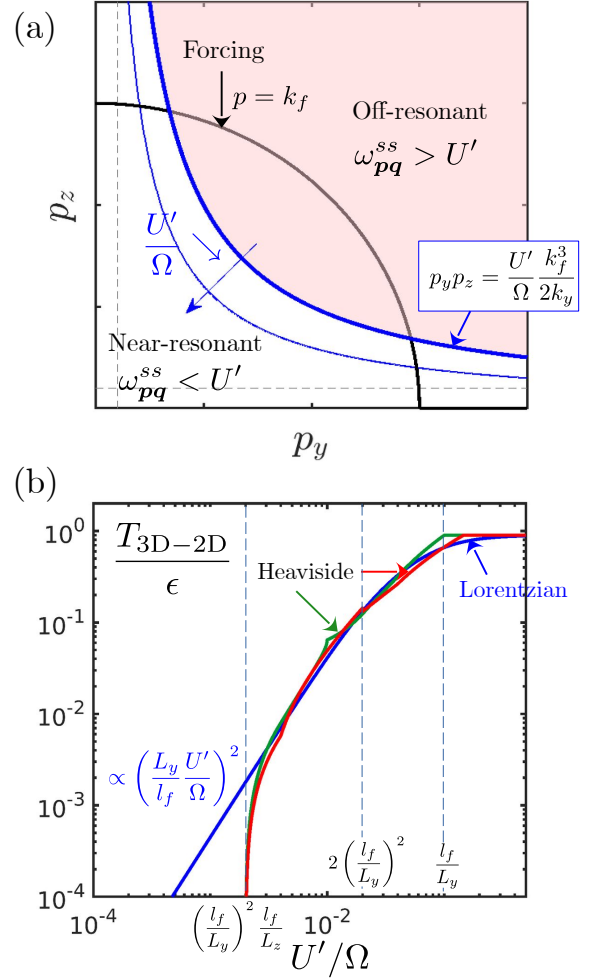 (a)
Forcing
p = k_f
Off-resonant
ω^{ss}_{pq} > U′
p_z
U′/Ω
p_y p_z = U′/Ω k_f^3/2k_y
Near-resonant
ω^{ss}_{pq} < U′
p_y
(b)
10^0
T_{3D−2D}/ϵ
Heaviside
Lorentzian
10^{-1}
10^{-2}
∝ (L_y/l_f U′/Ω)^2
10^{-3}
2(l_f/L_y)^2
l_f/L_y
10^{-4}
10^{-4}
(l_f/L_y)^2 l_f/L_z
10^{-2}
U′/Ω